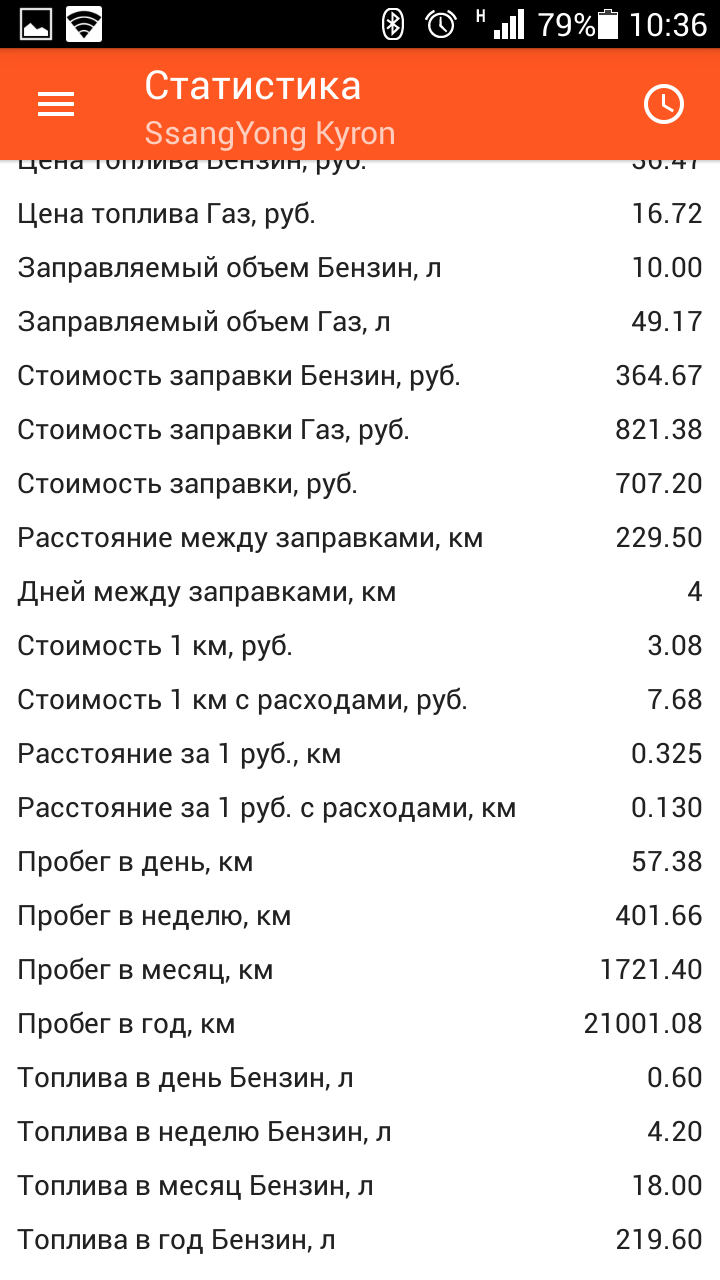 H 79% 10:36
Статистика
SsangYong Kyron
Цена топлива Бензин, руб. 36.47
Цена топлива Газ, руб. 16.72
Заправляемый объем Бензин, л 10.00
Заправляемый объем Газ, л 49.17
Стоимость заправки Бензин, руб. 364.67
Стоимость заправки Газ, руб. 821.38
Стоимость заправки, руб. 707.20
Расстояние между заправками, км 229.50
Дней между заправками, км 4
Стоимость 1 км, руб. 3.08
Стоимость 1 км с расходами, руб. 7.68
Расстояние за 1 руб., км 0.325
Расстояние за 1 руб. с расходами, км 0.130
Пробег в день, км 57.38
Пробег в неделю, км 401.66
Пробег в месяц, км 1721.40
Пробег в год, км 21001.08
Топлива в день Бензин, л 0.60
Топлива в неделю Бензин, л 4.20
Топлива в месяц Бензин, л 18.00
Топлива в год Бензин, л 219.60